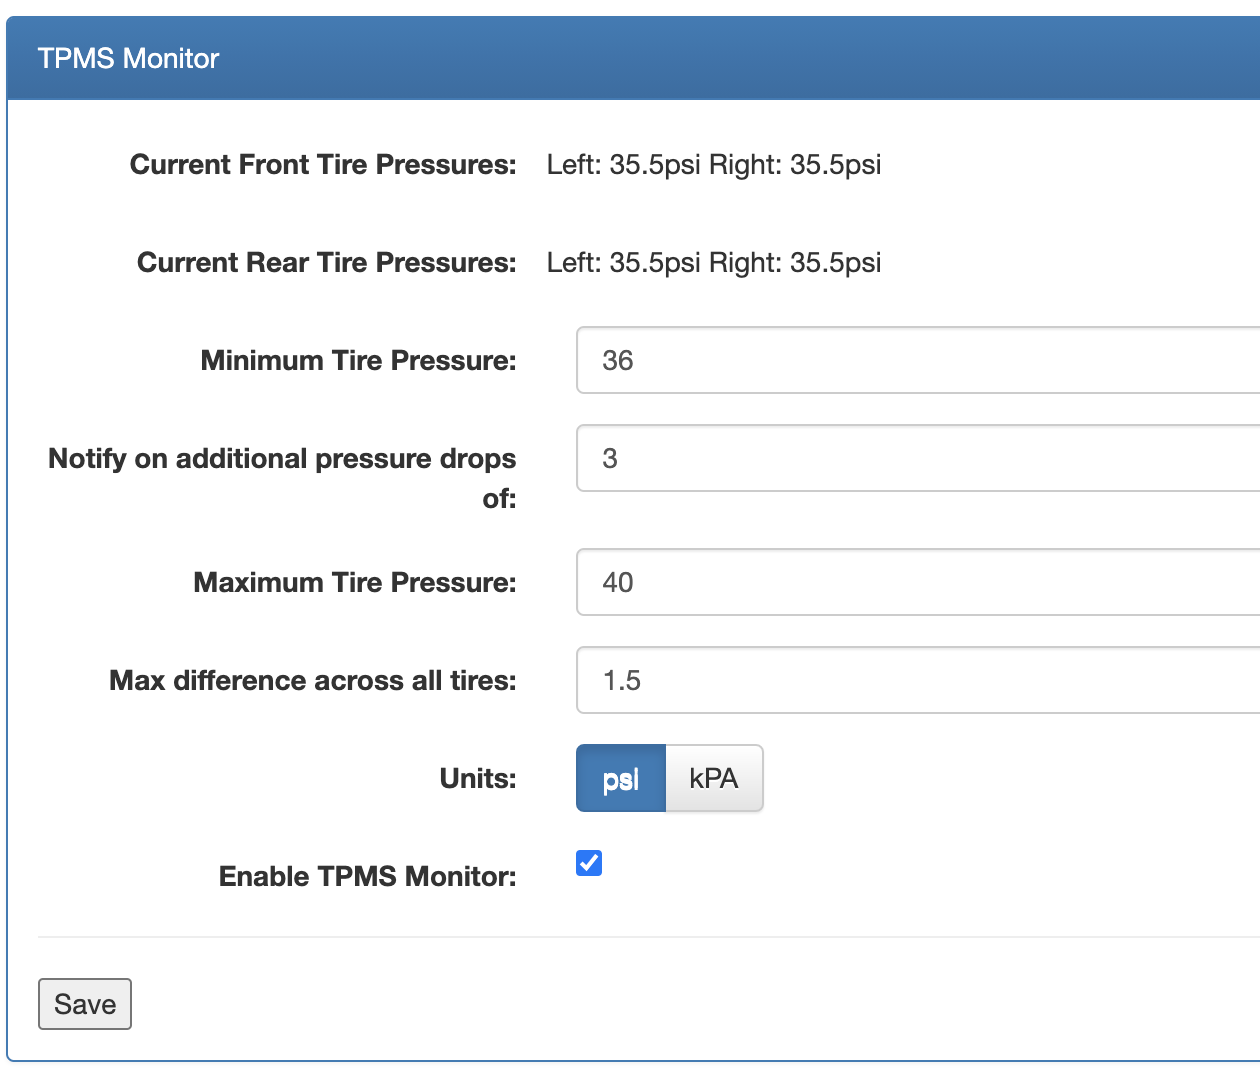 TPMS Monitor
Current Front Tire Pressures: Left: 35.5psi Right: 35.5psi
Current Rear Tire Pressures: Left: 35.5psi Right: 35.5psi
Minimum Tire Pressure: 36
Notify on additional pressure drops 3
of:
Maximum Tire Pressure: 40
Max difference across all tires: 1.5
Units: psi kPA
Enable TPMS Monitor:
Save